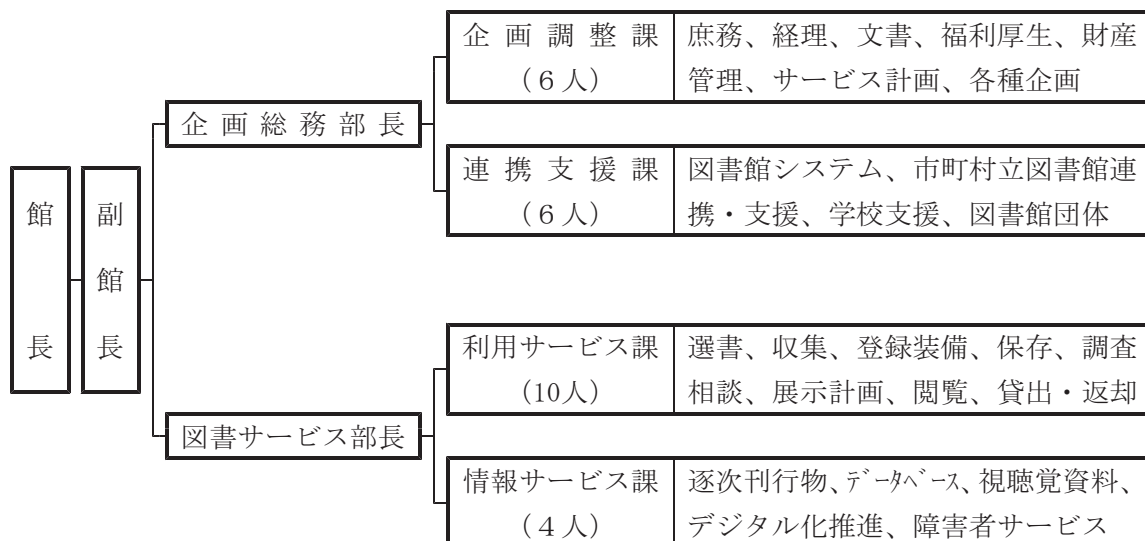 館長
副館長
企画総務部長
企画調整課
（６人）
庶務、経理、文書、福利厚生、財産
管理、サービス計画、各種企画
連携支援課
（６人）
図書館システム、市町村立図書館連
携・支援、学校支援、図書館団体
図書サービス部長
利用サービス課
（10人）
選書、収集、登録装備、保存、調査
相談、展示計画、閲覧、貸出・返却
情報サービス課
（４人）
逐次刊行物、ﾃﾞｰﾀﾍﾞｰｽ、視聴覚資料、
デジタル化推進、障害者サービス